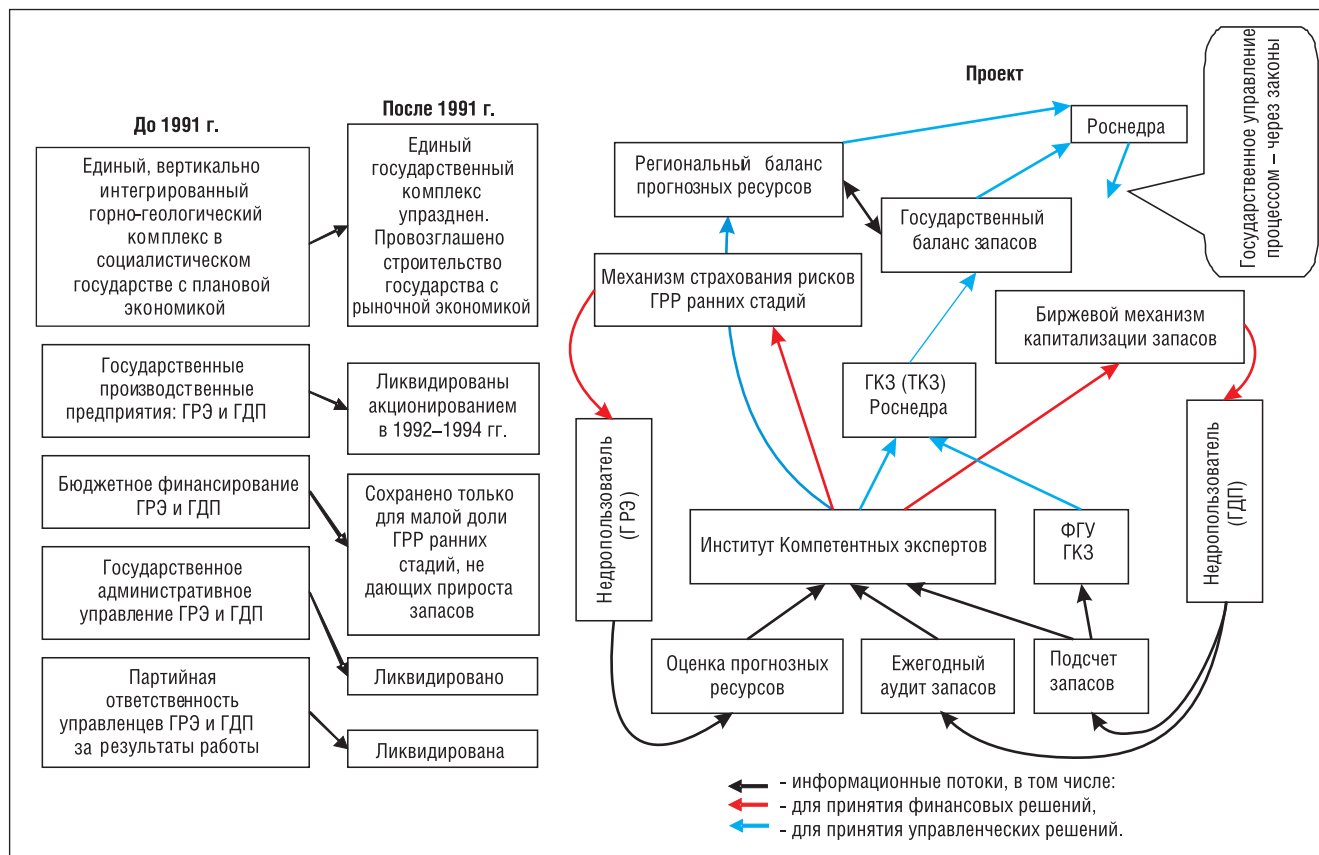 До 1991 г.
Единый, вертикально
интегрированный
горно-геологический
комплекс в
социалистическом
государстве с плановой
экономикой
Государственные
производственные
предприятия: ГРЭ и ГДП
Бюджетное финансирование
ГРЭ и ГДП
Государственное
административное
управление ГРЭ и ГДП
Партийная
ответственность
управленцев ГРЭ и ГДП
за результаты работы
После 1991 г.
Единый
государственный
комплекс
упразднен.
Провозглашено
строительство
государства с
рыночной экономикой
Ликвидированы
акционированием
в 1992–1994 гг.
Сохранено только
для малой доли
ГРР ранних
стадий, не
дающих прироста
запасов
Ликвидировано
Ликвидирована
Проект
Роснедра
Государственное управление
процессом – через законы
Региональный баланс
прогнозных ресурсов
Государственный
баланс запасов
Механизм страхования рисков
ГРР ранних стадий
Биржевой механизм
капитализации запасов
ГКЗ (ТКЗ)
Роснедра
Недропользователь
(ГРЭ)
Недропользователь
(ГДП)
Институт Компетентных экспертов
ФГУ
ГКЗ
Оценка прогнозных
ресурсов
Ежегодный
аудит запасов
Подсчет
запасов
- информационные потоки, в том числе:
- для принятия финансовых решений,
- для принятия управленческих решений.